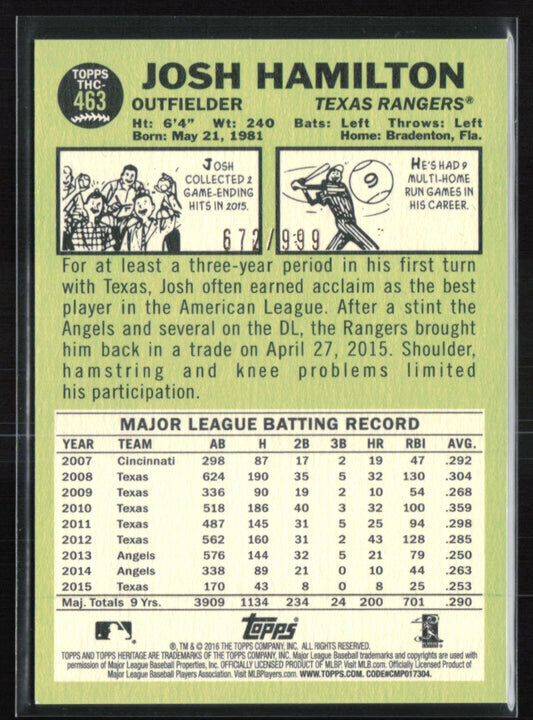 TOPPS
THC-
463
JOSH HAMILTON
OUTFIELDER TEXAS RANGERS®
Ht: 6'4" Wt: 240 Bats: Left Throws: Left
Born: May 21, 1981 Home: Bradenton, Fla.
JOSH
COLLECTED 2
GAME-ENDING
HITS IN 2015.
9
HE'S HAD 9
MULTI-HOME
RUN GAMES IN
HIS CAREER.
672/999
For at least a three-year period in his first turn
with Texas, Josh often earned acclaim as the best
player in the American League. After a stint the
Angels and several on the DL, the Rangers brought
him back in a trade on April 27, 2015. Shoulder,
hamstring and knee problems limited
his participation.
MAJOR LEAGUE BATTING RECORD
YEAR TEAM AB H 2B 3B HR RBI AVG.
2007 Cincinnati 298 87 17 2 19 47 .292
2008 Texas 624 190 35 5 32 130 .304
2009 Texas 336 90 19 2 10 54 .268
2010 Texas 518 186 40 3 32 100 .359
2011 Texas 487 145 31 5 25 94 .298
2012 Texas 562 160 31 2 43 128 .285
2013 Angels 576 144 32 5 21 79 .250
2014 Angels 338 89 21 0 10 44 .263
2015 Texas 170 43 8 0 8 25 .253
Maj. Totals 9 Yrs. 3909 1134 234 24 200 701 .290
Topps
®, TM & © 2016 THE TOPPS COMPANY, INC. ALL RIGHTS RESERVED.
TOPPS AND TOPPS HERITAGE ARE TRADEMARKS OF THE TOPPS COMPANY, INC. Major League Baseball trademarks and copyrights are used with
permission of Major League Baseball Properties, Inc. OFFICIALLY LICENSED PRODUCT OF MLBP. Visit MLB.com. Officially Licensed Product of
Major League Baseball Players Association. Visit MLBPlayers.com. WWW.TOPPS.COM. CODE#CMP017304.